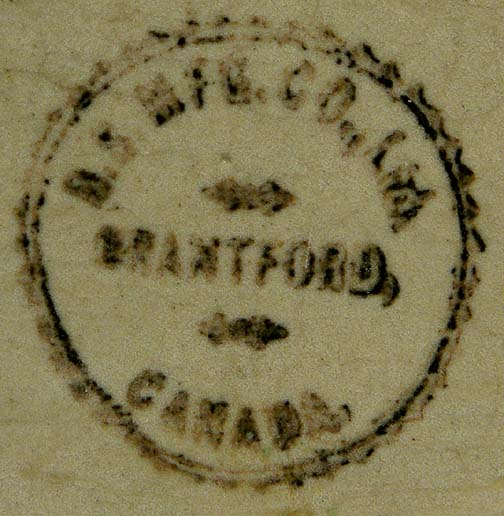 B.S MFG. CO., LTD.
BRANTFORD,
CANADA.